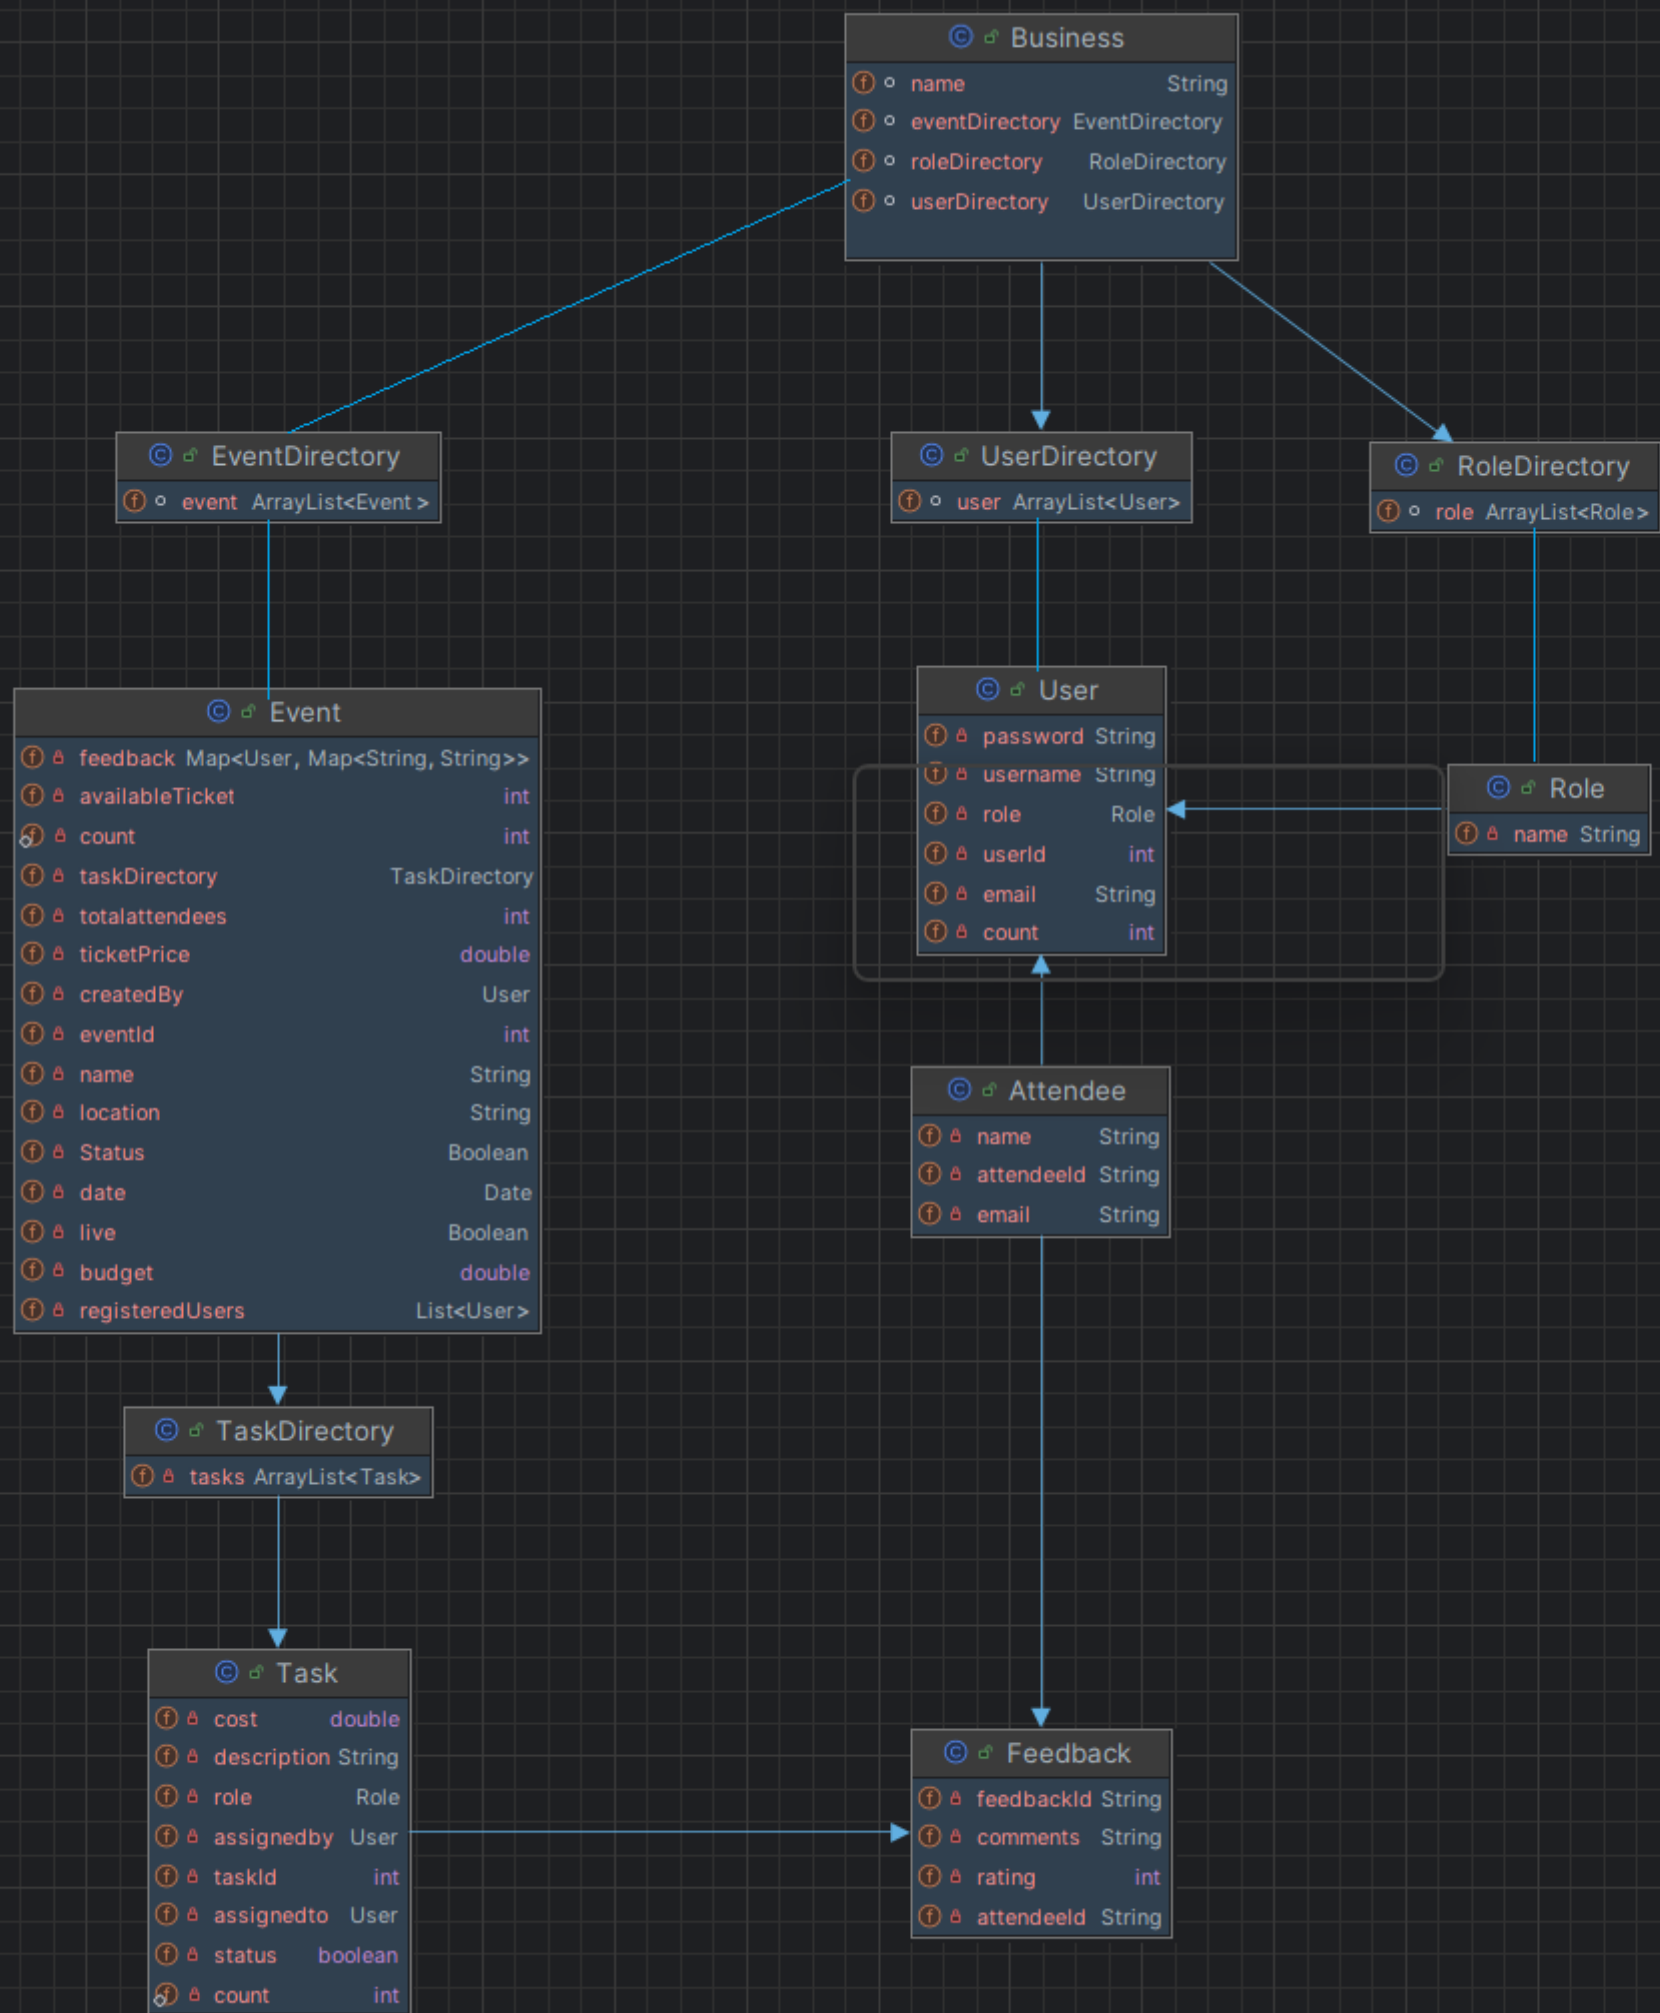 Business
name String
eventDirectory EventDirectory
roleDirectory RoleDirectory
userDirectory UserDirectory
EventDirectory
event ArrayList<Event>
UserDirectory
user ArrayList<User>
RoleDirectory
role ArrayList<Role>
Event
feedback Map<User, Map<String, String>>
availableTicket int
count int
taskDirectory TaskDirectory
totalattendees int
ticketPrice double
createdBy User
eventId int
name String
location String
Status Boolean
date Date
live Boolean
budget double
registeredUsers List<User>
User
password String
username String
role Role
userId int
email String
count int
Role
name String
Attendee
name String
attendeeId String
email String
TaskDirectory
tasks ArrayList<Task>
Task
cost double
description String
role Role
assignedby User
taskId int
assignedto User
status boolean
count int
Feedback
feedbackId String
comments String
rating int
attendeeId String